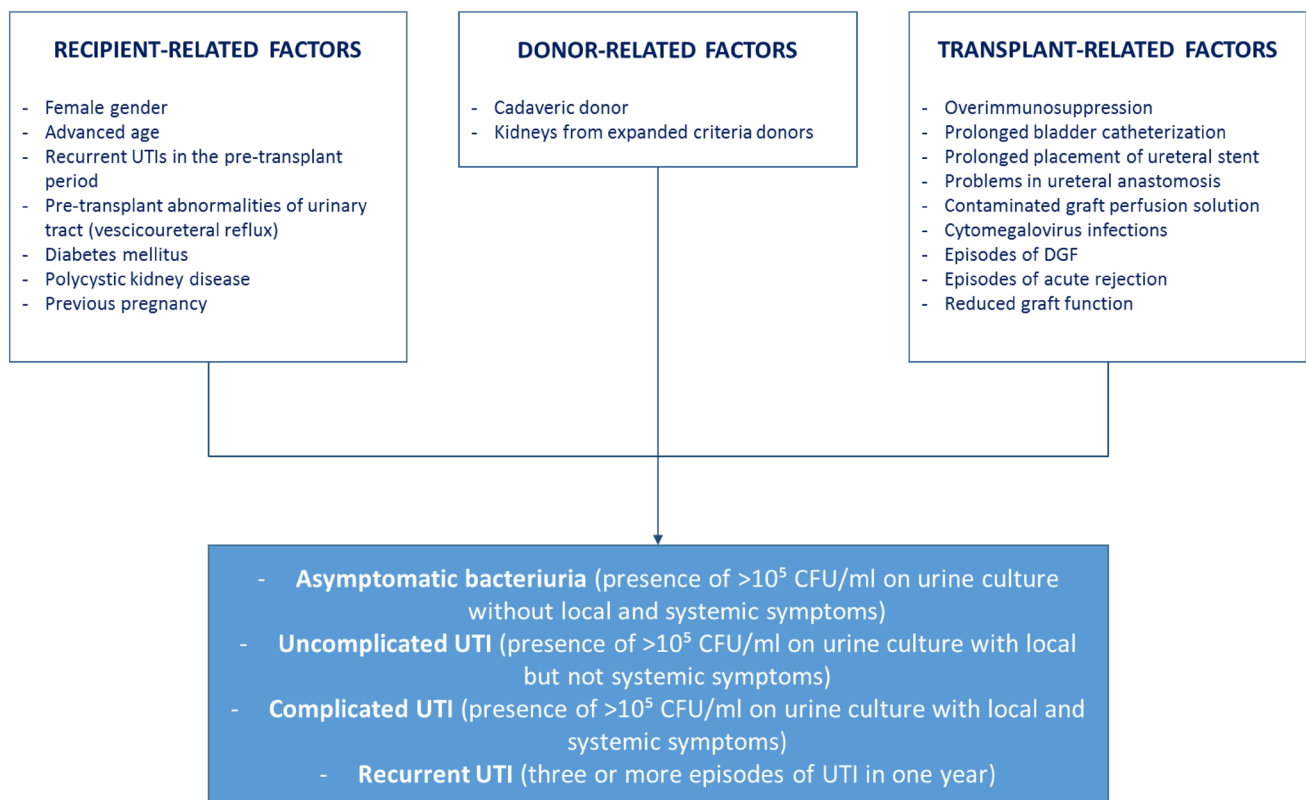 RECIPIENT-RELATED FACTORS
- Female gender
- Advanced age
- Recurrent UTIs in the pre-transplant
period
- Pre-transplant abnormalities of urinary
tract (vescicoureteral reflux)
- Diabetes mellitus
- Polycystic kidney disease
- Previous pregnancy
DONOR-RELATED FACTORS
- Cadaveric donor
- Kidneys from expanded criteria donors
TRANSPLANT-RELATED FACTORS
- Overimmunosuppression
- Prolonged bladder catheterization
- Prolonged placement of ureteral stent
- Problems in ureteral anastomosis
- Contaminated graft perfusion solution
- Cytomegalovirus infections
- Episodes of DGF
- Episodes of acute rejection
- Reduced graft function
- Asymptomatic bacteriuria (presence of >10⁵ CFU/ml on urine culture
without local and systemic symptoms)
- Uncomplicated UTI (presence of >10⁵ CFU/ml on urine culture with local
but not systemic symptoms)
- Complicated UTI (presence of >10⁵ CFU/ml on urine culture with local and
systemic symptoms)
- Recurrent UTI (three or more episodes of UTI in one year)